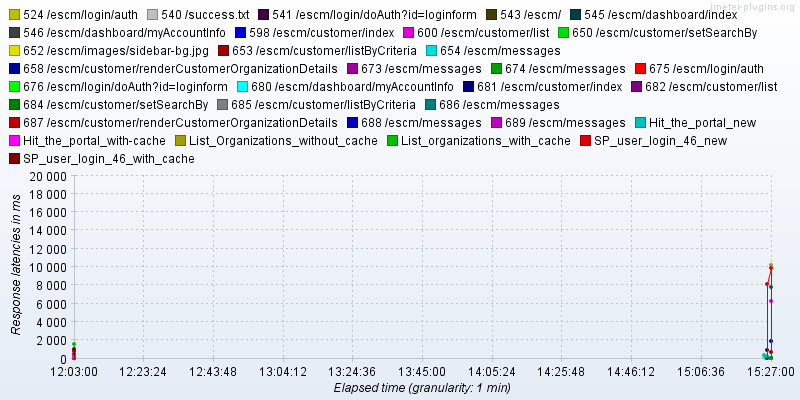 jmeter-plugins.org
524 /escm/login/auth 540 /success.txt 541 /escm/login/doAuth?id=loginform 543 /escm/ 545 /escm/dashboard/index
546 /escm/dashboard/myAccountInfo 598 /escm/customer/index 600 /escm/customer/list 650 /escm/customer/setSearchBy
652 /escm/images/sidebar-bg.jpg 653 /escm/customer/listByCriteria 654 /escm/messages
658 /escm/customer/renderCustomerOrganizationDetails 673 /escm/messages 674 /escm/messages 675 /escm/login/auth
676 /escm/login/doAuth?id=loginform 680 /escm/dashboard/myAccountInfo 681 /escm/customer/index 682 /escm/customer/list
684 /escm/customer/setSearchBy 685 /escm/customer/listByCriteria 686 /escm/messages
687 /escm/customer/renderCustomerOrganizationDetails 688 /escm/messages 689 /escm/messages Hit_the_portal_new
Hit_the_portal_with-cache List_Organizations_without_cache List_organizations_with_cache SP_user_login_46_new
SP_user_login_46_with_cache
Response latencies in ms
20 000
18 000
16 000
14 000
12 000
10 000
8 000
6 000
4 000
2 000
0
12:03:00 12:23:24 12:43:48 13:04:12 13:24:36 13:45:00 14:05:24 14:25:48 14:46:12 15:06:36 15:27:00
Elapsed time (granularity: 1 min)